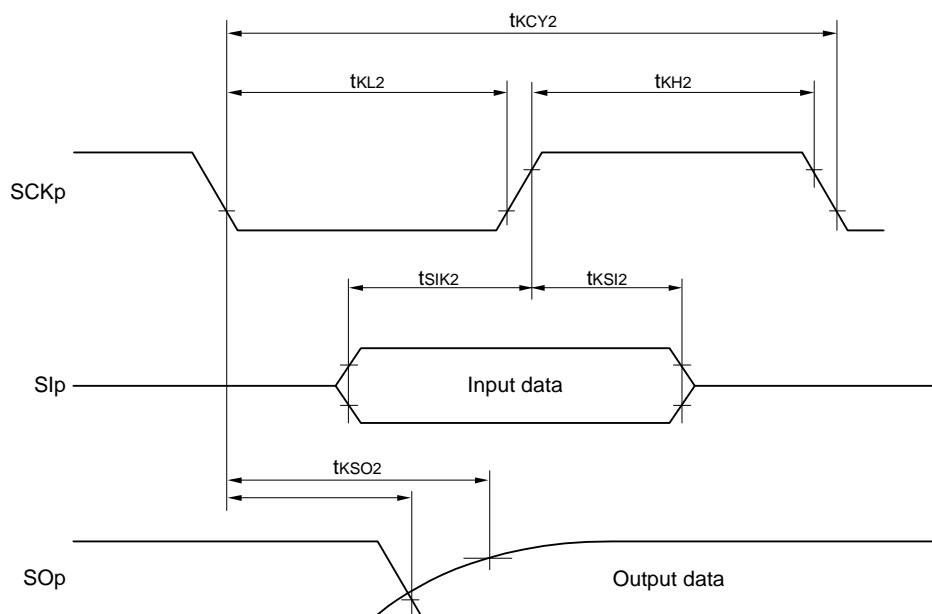 tKCY2
tKL2
tKH2
SCKp
tSIK2
tKSI2
SIp
Input data
tKSO2
SOp
Output data